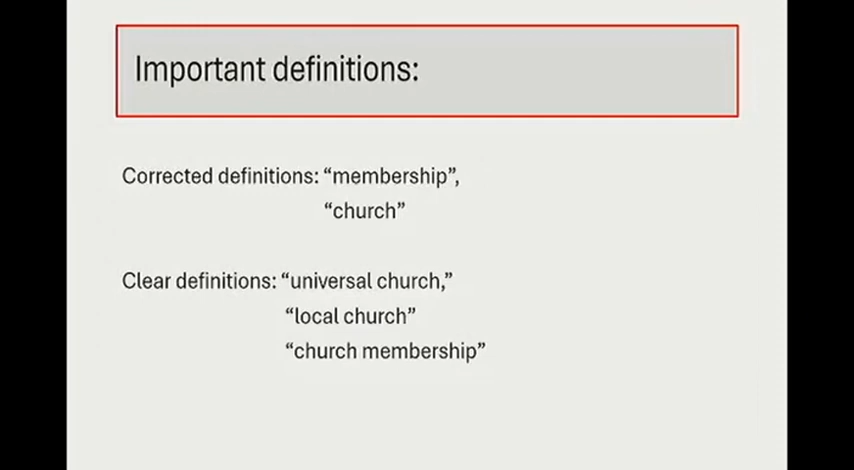 Important definitions:
Corrected definitions: “membership”,
“church”
Clear definitions: “universal church,”
“local church”
“church membership”